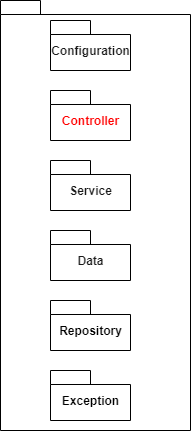 Configuration
Controller
Service
Data
Repository
Exception